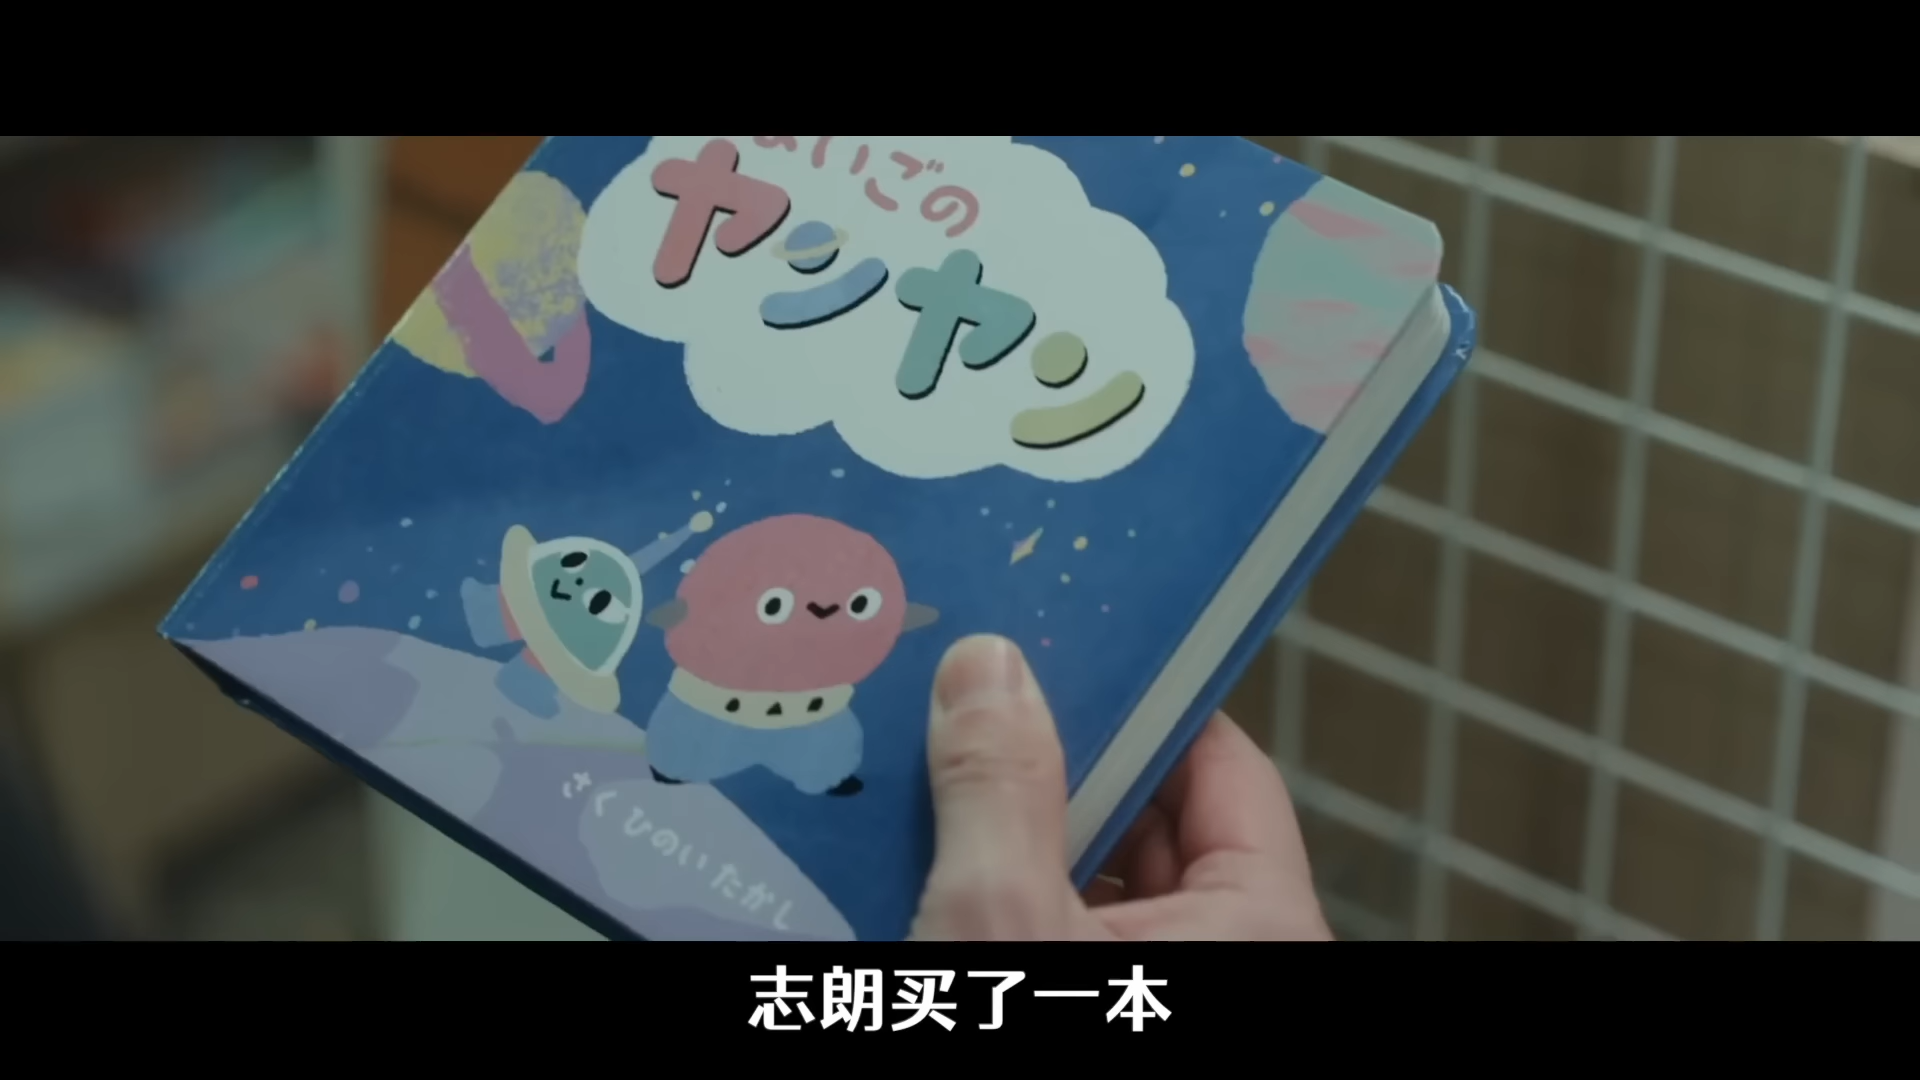 いごの
ヤンヤン
さく ひのいたかし
志朗买了一本